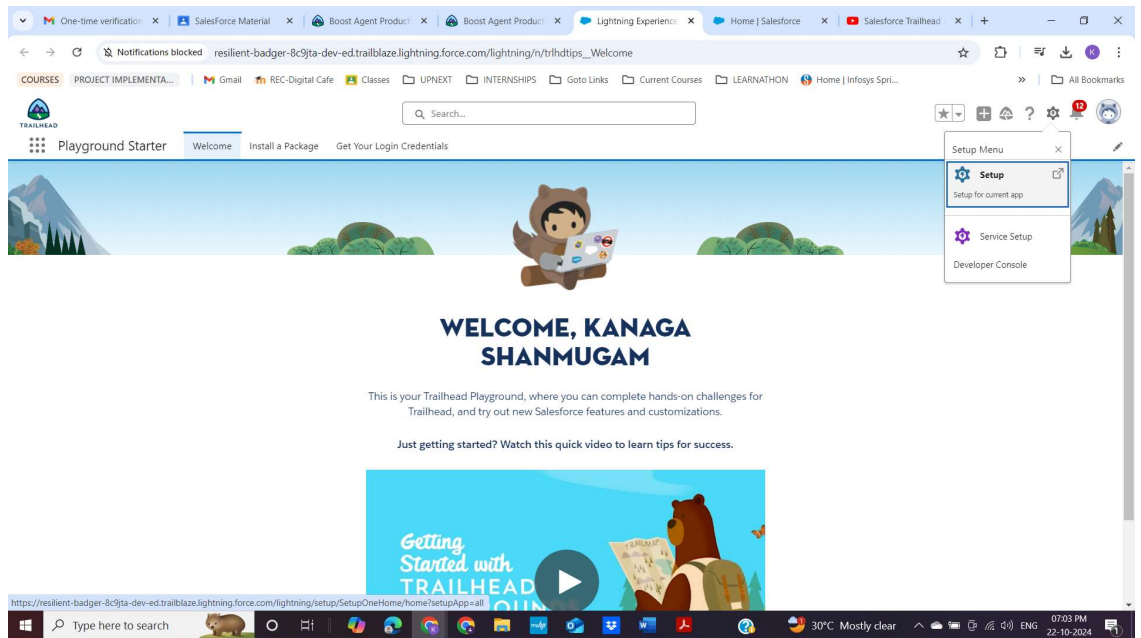 One-time verification
SalesForce Material
Boost Agent Product
Boost Agent Product
Lightning Experience
Home | Salesforce
Salesforce Trailhead
Notifications blocked
resilient-badger-8c9jta-dev-ed.trailblaze.lightning.force.com/lightning/n/trhdtips__Welcome
K
COURSES
PROJECT IMPLEMENTA...
Gmail
REC-Digital Cafe
Classes
UPNEXT
INTERNSHIPS
Goto Links
Current Courses
LEARNATHON
Home | Infosys Spri...
»
All Bookmarks
TRAILHEAD
Search...
12
Playground Starter
Welcome
Install a Package
Get Your Login Credentials
Setup Menu
Setup
Setup for current app
Service Setup
Developer Console
WELCOME, KANAGA
SHANMUGAM
This is your Trailhead Playground, where you can complete hands-on challenges for
Trailhead, and try out new Salesforce features and customizations.
Just getting started? Watch this quick video to learn tips for success.
Getting
Started with
TRAILHEAD
TRAILMAP
https://resilient-badger-8c9jta-dev-ed.trailblaze.lightning.force.com/lightning/setup/SetupOneHome/home?setupApp=all
Type here to search
30°C Mostly clear
ENG
07:03 PM
22-10-2024